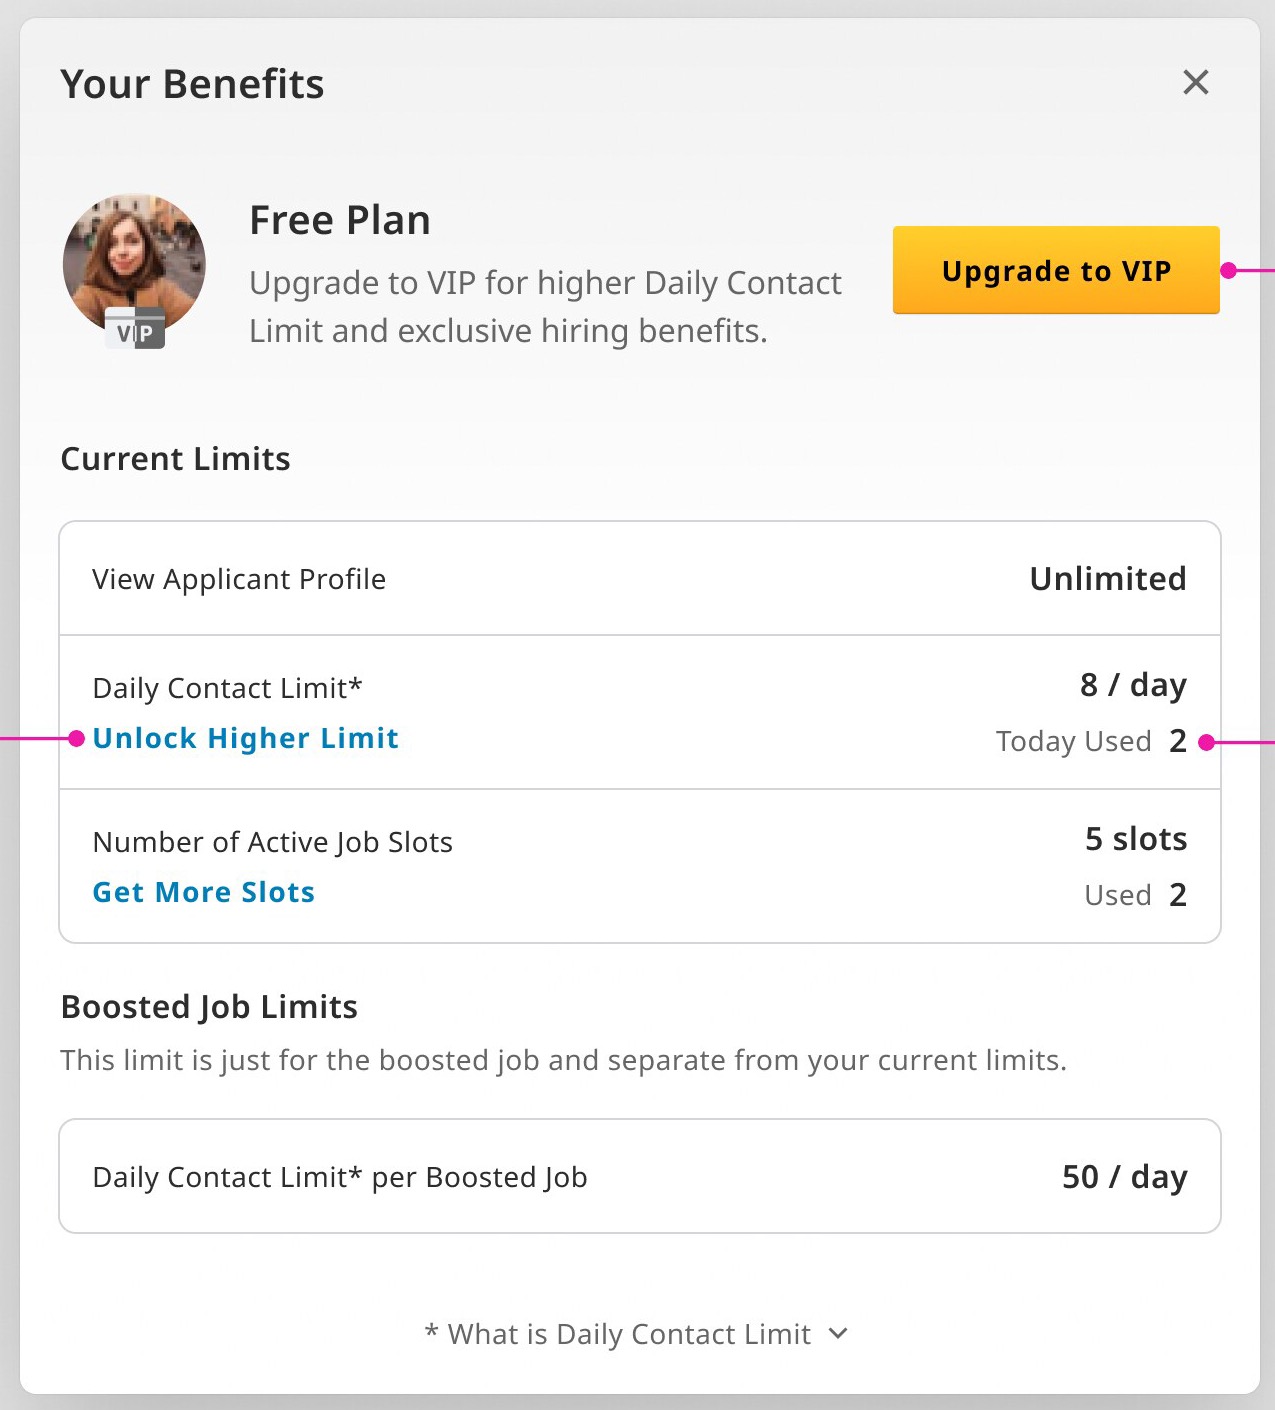 Your Benefits
Free Plan
Upgrade to VIP for higher Daily Contact
Limit and exclusive hiring benefits.
Upgrade to VIP
VIP
Current Limits
View Applicant Profile
Unlimited
Daily Contact Limit*
8 / day
Unlock Higher Limit
Today Used 2
Number of Active Job Slots
5 slots
Get More Slots
Used 2
Boosted Job Limits
This limit is just for the boosted job and separate from your current limits.
Daily Contact Limit* per Boosted Job
50 / day
* What is Daily Contact Limit